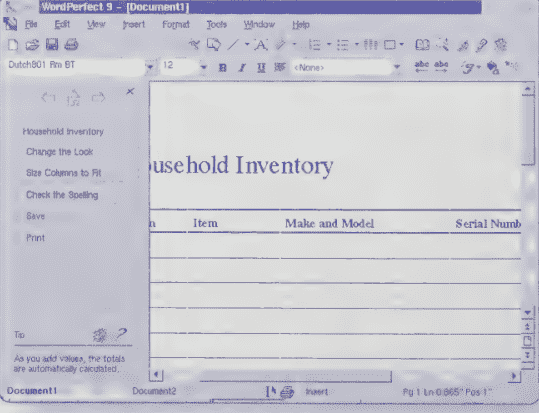 WordPerfect 9 - [Document1]
File Edit View Insert Format Tools Window Help
Dutch801 Rm BT 12 B I U <None> abc abc
Household Inventory
Change the Look
Size Columns to Fit
Check the Spelling
Save
Print
usehold Inventory
n Item Make and Model Serial Numb
Tip
As you add values, the totals
are automatically calculated.
Document1 Document2 Insert Pg 1 Ln 0.865" Pos 1"